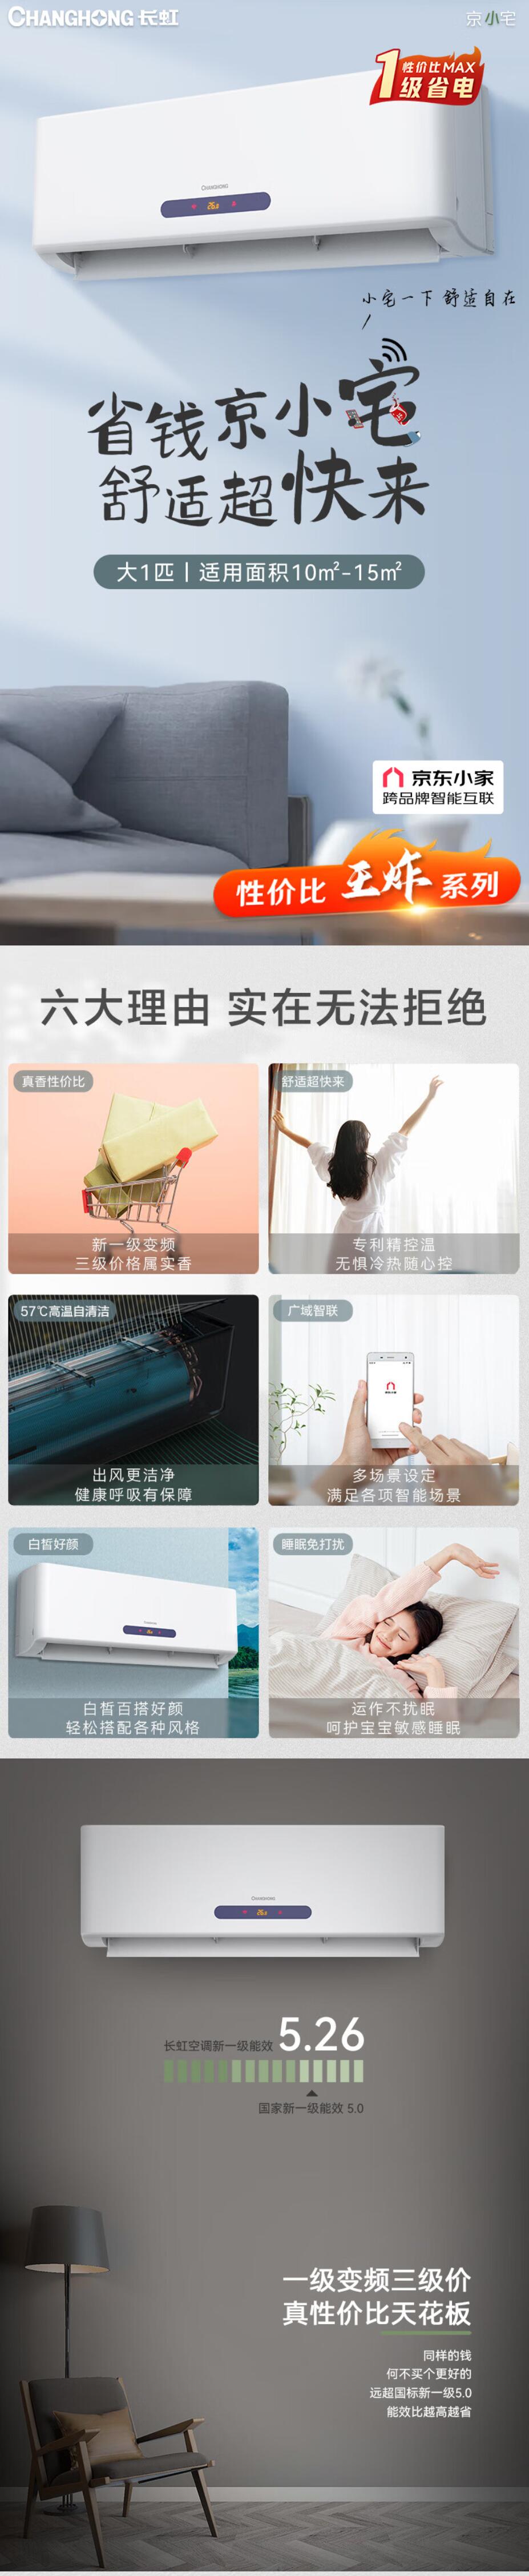 CHANGHONG 长虹
京小宅
性价比MAX
1级省电
CHANGHONG
26.0
小宅一下 舒适自在
省钱京小宅
舒适超快来
大1匹 | 适用面积10㎡-15㎡
京东小家
跨品牌智能互联
性价比 王炸 系列
六大理由 实在无法拒绝
真香性价比
新一级变频
三级价格属实香
舒适超快来
专利精控温
无惧冷热随心控
57℃高温自清洁
出风更洁净
健康呼吸有保障
广域智联
多场景设定
满足各项智能场景
白皙好颜
白皙百搭好颜
轻松搭配各种风格
睡眠免打扰
运作不扰眠
呵护宝宝敏感睡眠
CHANGHONG
26.0
长虹空调新一级能效 5.26
国家新一级能效 5.0
一级变频三级价
真性价比天花板
同样的钱
何不买个更好的
远超国标新一级5.0
能效比越高越省